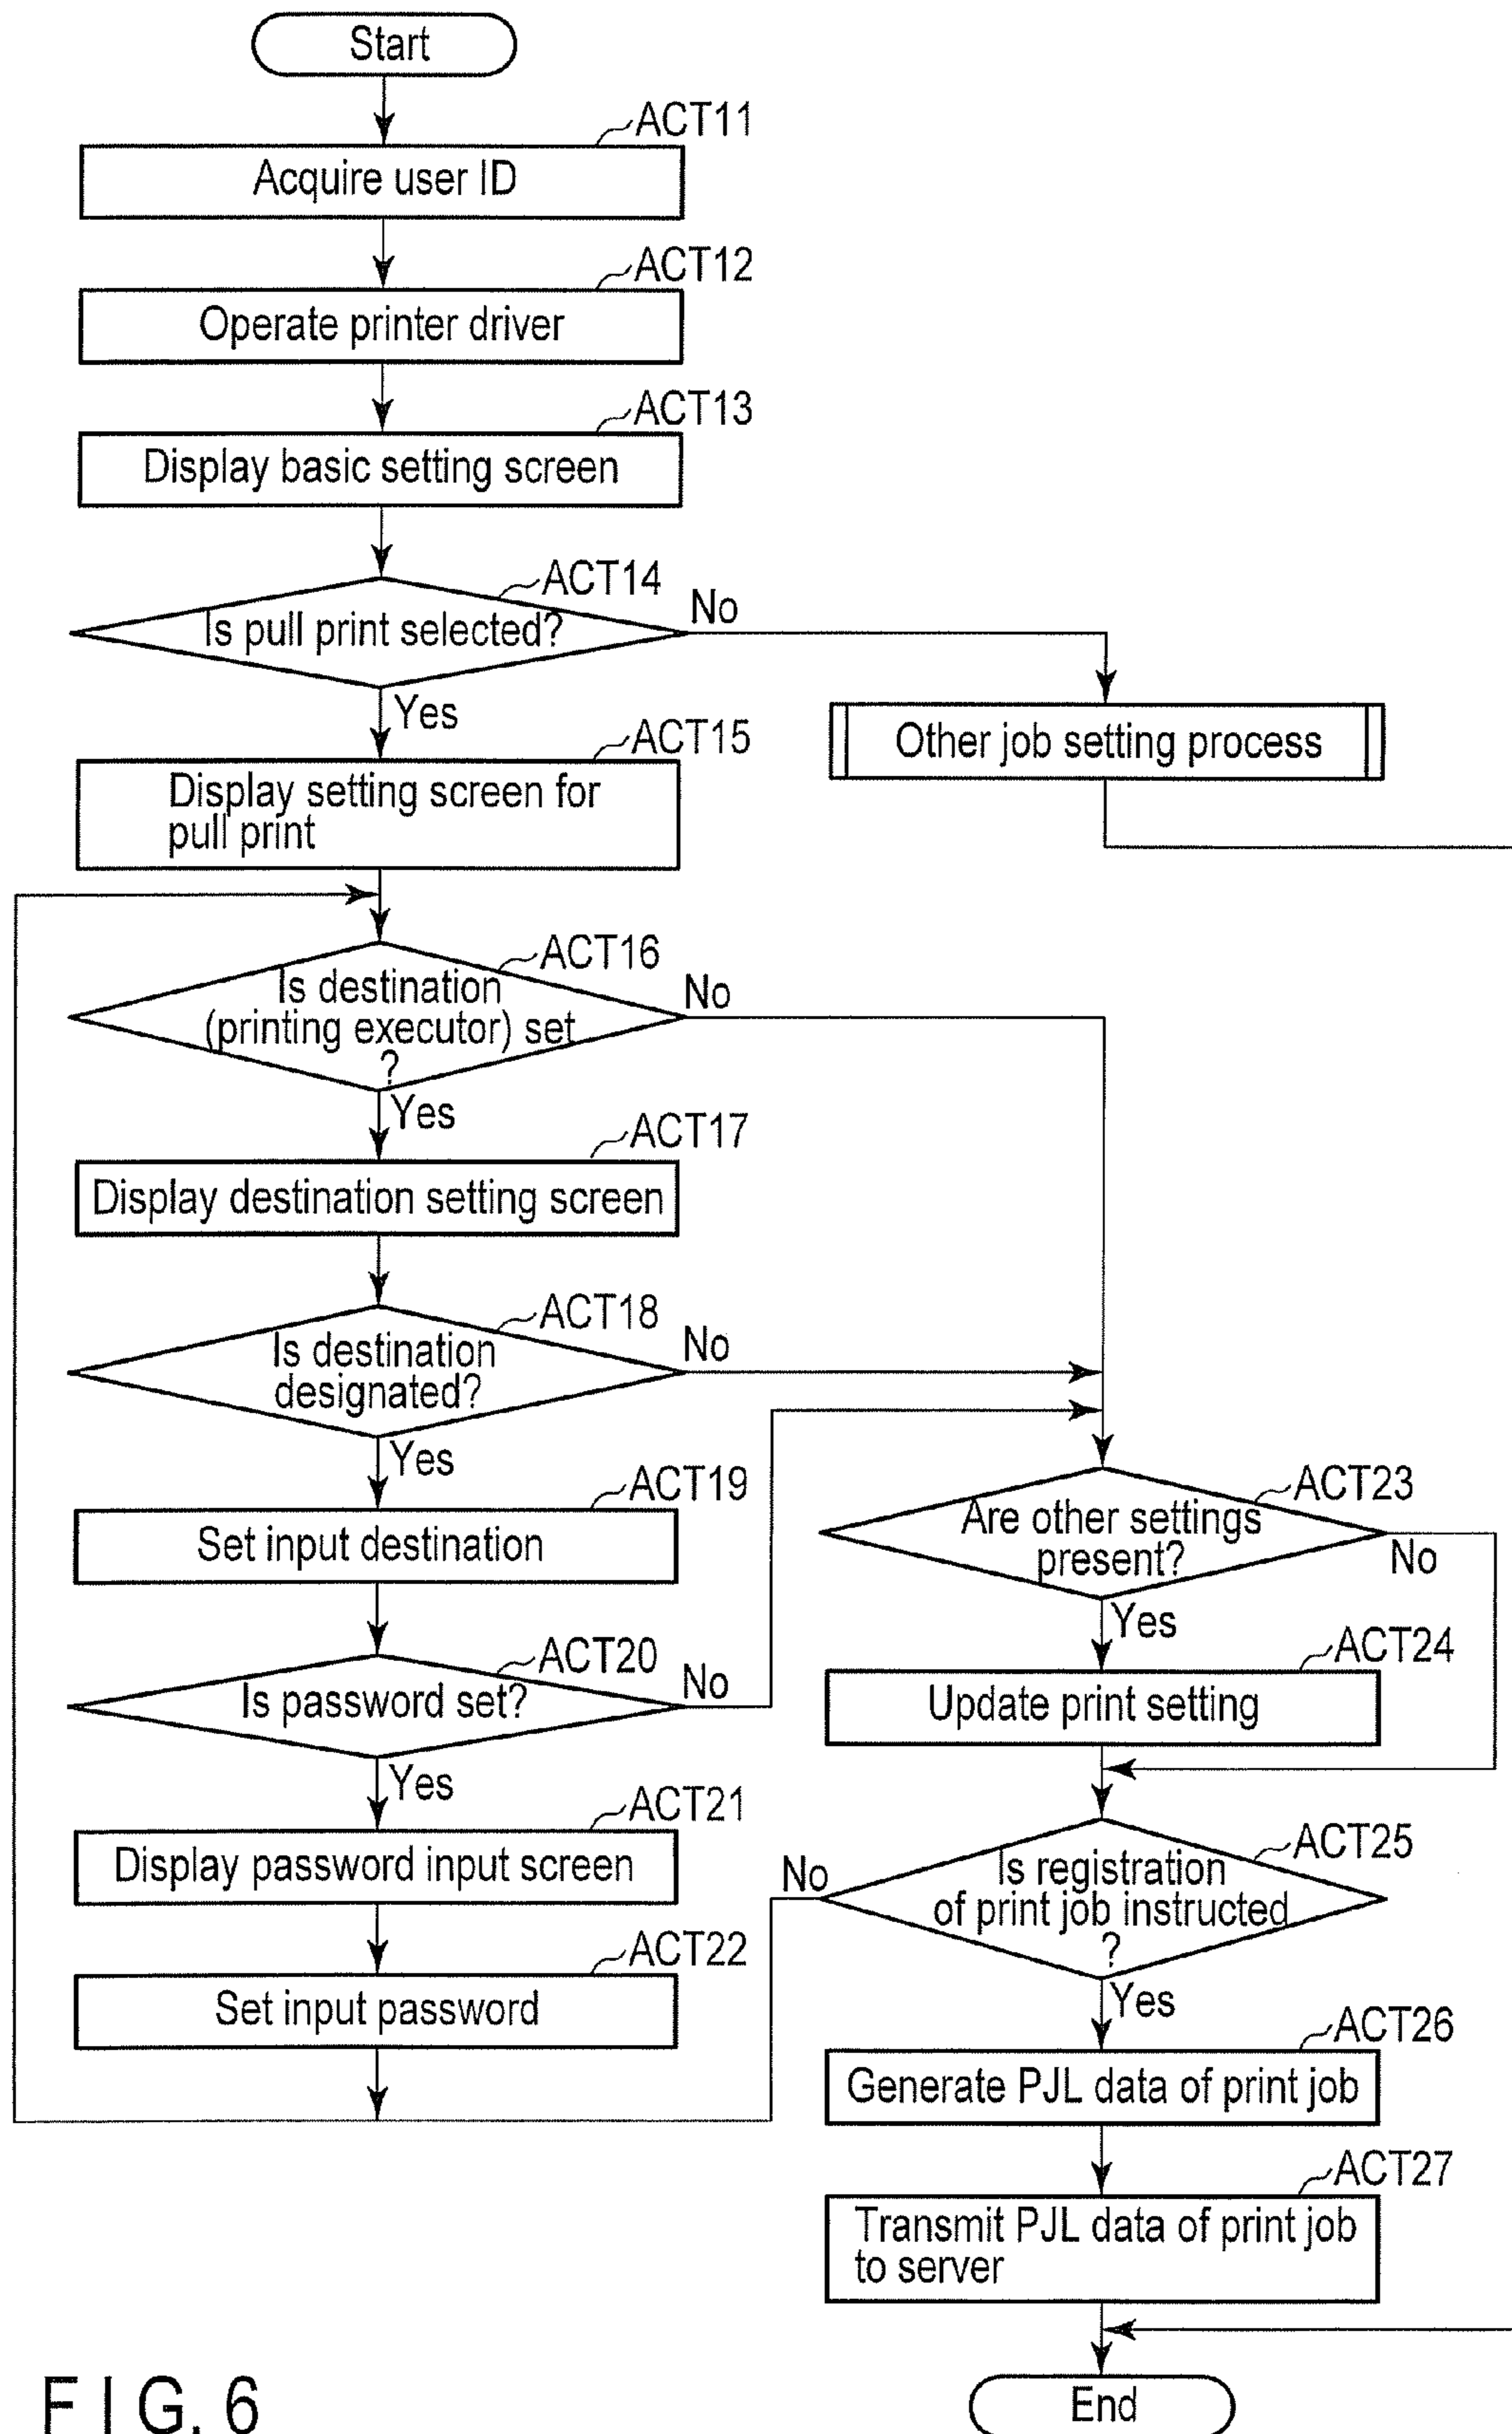 Start
ACT11
Acquire user ID
ACT12
Operate printer driver
ACT13
Display basic setting screen
ACT14
Is pull print selected?
No
Yes
Other job setting process
ACT15
Display setting screen for
pull print
ACT16
Is destination
(printing executor) set
?
No
Yes
ACT17
Display destination setting screen
ACT18
Is destination
designated?
No
Yes
ACT19
Set input destination
ACT20
Is password set?
No
Yes
ACT21
Display password input screen
ACT22
Set input password
ACT23
Are other settings
present?
No
Yes
ACT24
Update print setting
ACT25
Is registration
of print job instructed
?
No
Yes
ACT26
Generate PJL data of print job
ACT27
Transmit PJL data of print job
to server
End
FIG. 6